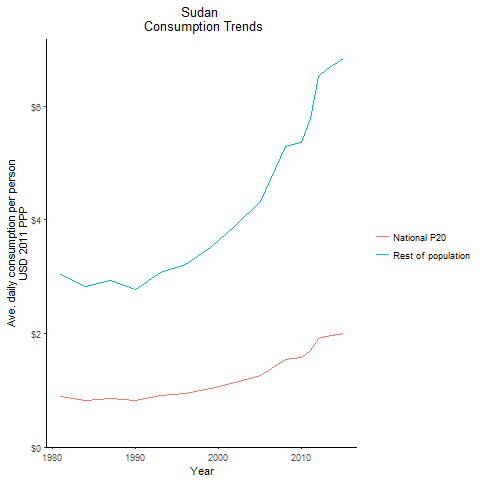 Sudan
Consumption Trends
Ave. daily consumption per person
USD 2011 PPP
$6
$4
$2
$0
1980
1990
2000
2010
Year
National P20
Rest of population